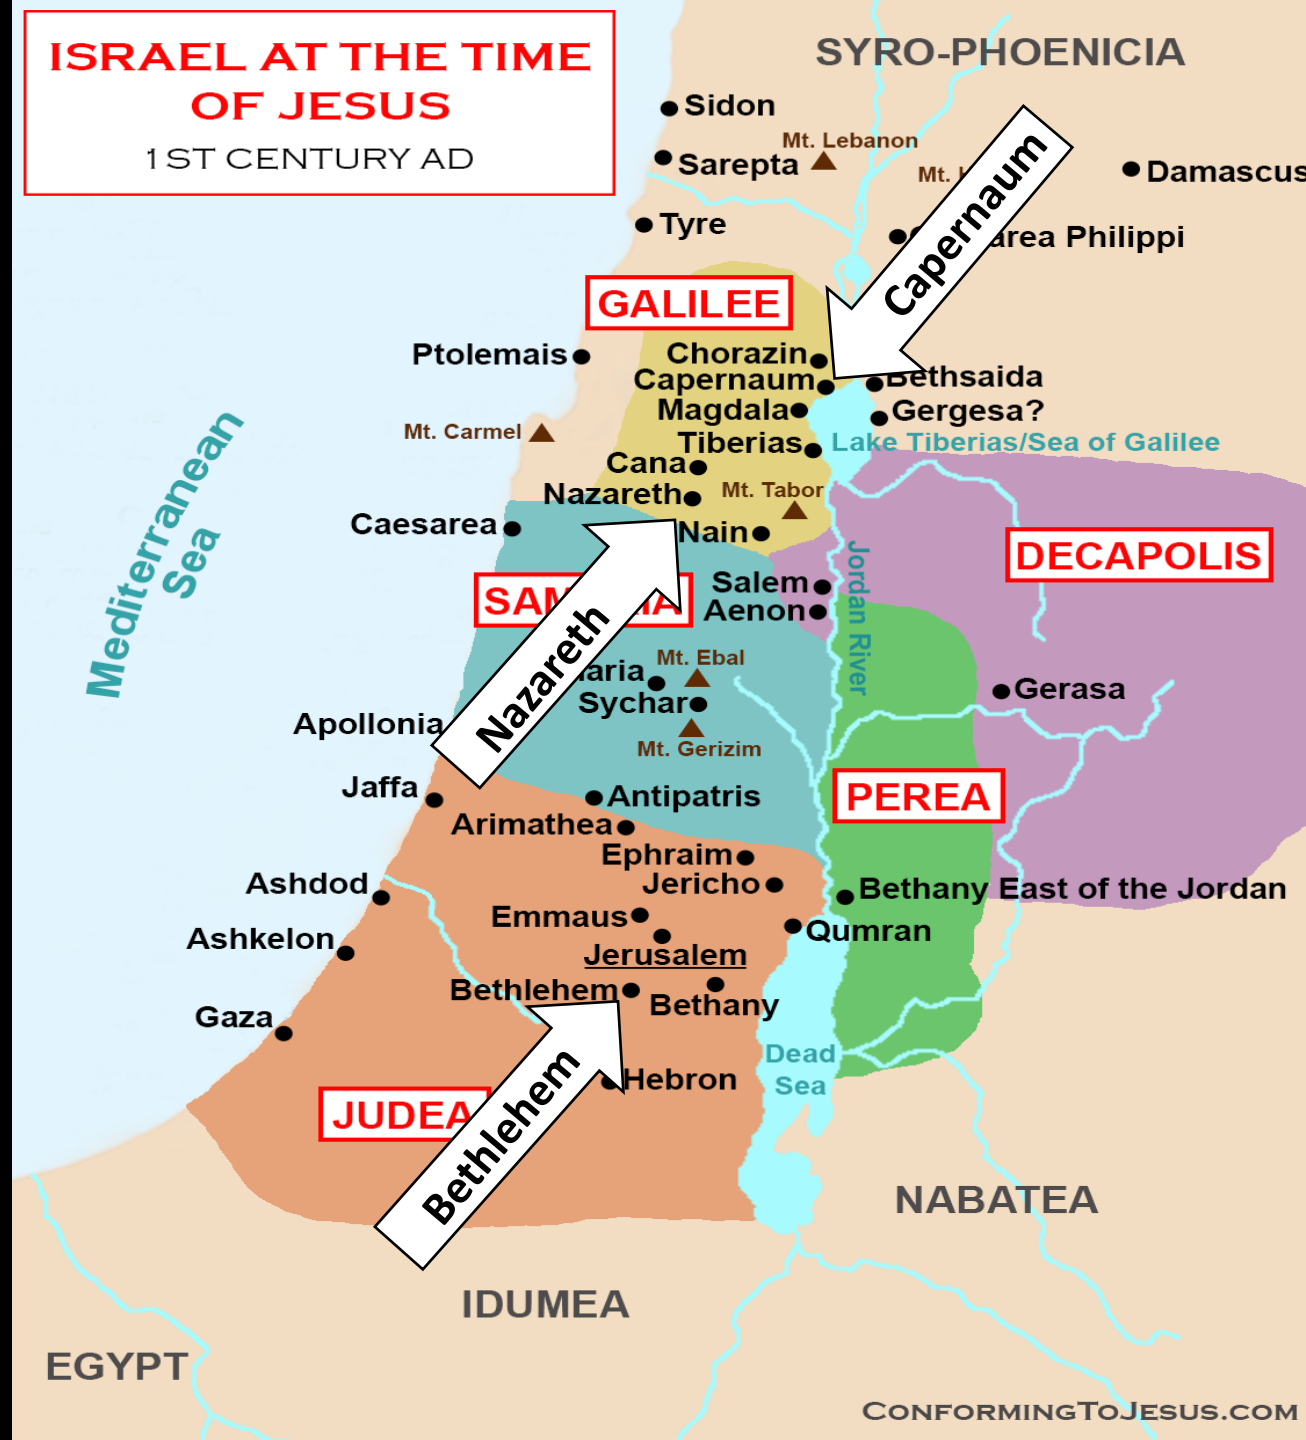 ISRAEL AT THE TIME
OF JESUS
1ST CENTURY AD
SYRO-PHOENICIA
Sidon
Mt. Lebanon
Sarepta
Mt.
Damascus
Capernaum
Tyre
area Philippi
GALILEE
Ptolemais
Chorazin
Capernaum
Bethsaida
Magdala
Gergesa?
Mt. Carmel
Tiberias
Lake Tiberias/Sea of Galilee
Cana
Nazareth
Mt. Tabor
Mediterranean
Sea
Caesarea
Nain
DECAPOLIS
Jordan River
Salem
Aenon
Nazareth
Mt. Ebal
aria
Sychar
Gerasa
Apollonia
Mt. Gerizim
Jaffa
Antipatris
PEREA
Arimathea
Ephraim
Jericho
Ashdod
Bethany East of the Jordan
Emmaus
Qumran
Ashkelon
Jerusalem
Bethlehem
Bethany
Gaza
Dead
Sea
Hebron
JUDEA
Bethlehem
NABATEA
IDUMEA
EGYPT
CONFORMINGTOJESUS.COM